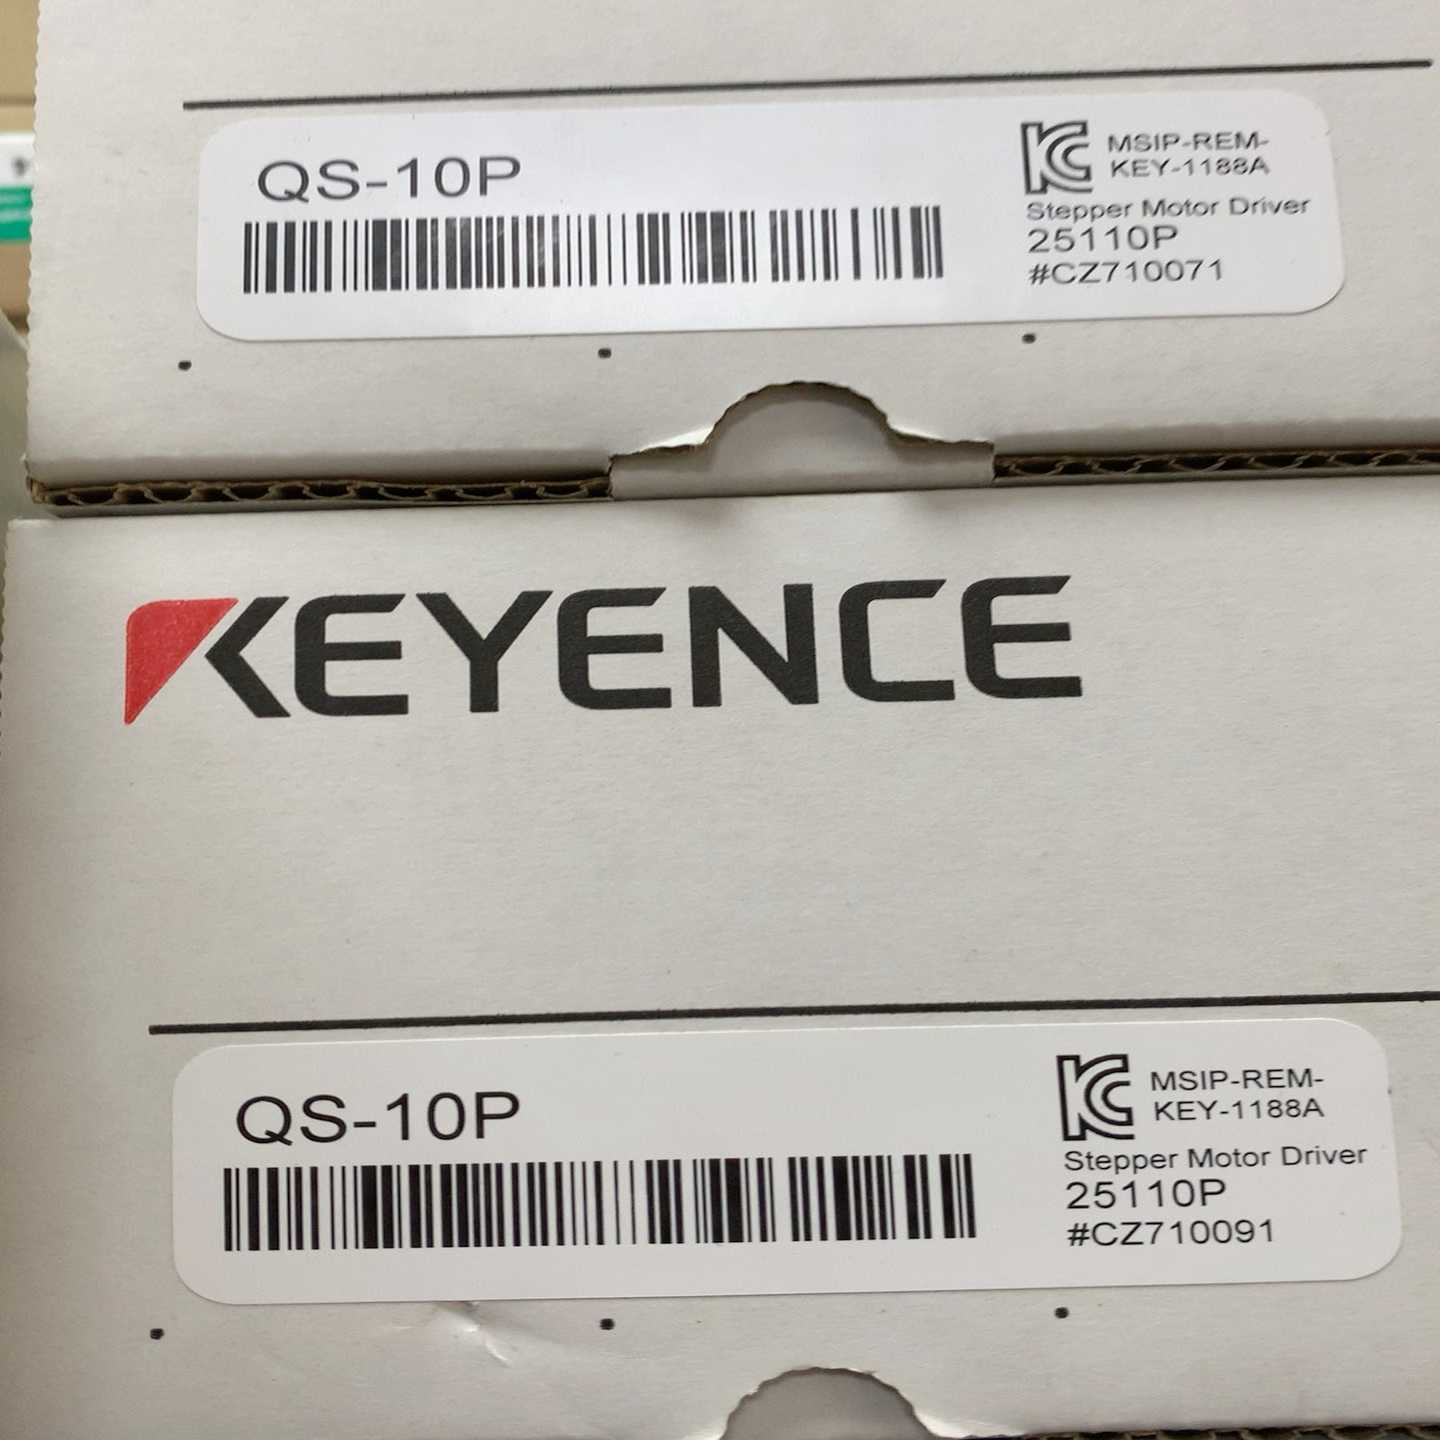 QS-10P
MSIP-REM-
KEY-1188A
Stepper Motor Driver
25110P
#CZ710071
KEYENCE
QS-10P
MSIP-REM-
KEY-1188A
Stepper Motor Driver
25110P
#CZ710091